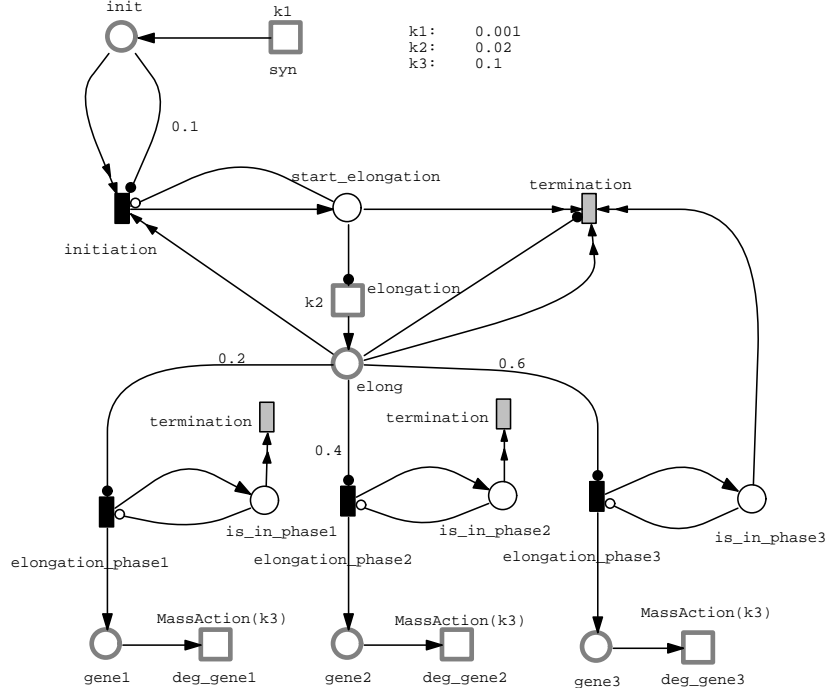 init
k1
syn
k1: 0.001
k2: 0.02
k3: 0.1
0.1
start_elongation
termination
initiation
elongation
k2
0.2
0.6
elong
termination
termination
0.4
is_in_phase1
is_in_phase2
is_in_phase3
elongation_phase1
elongation_phase2
elongation_phase3
MassAction(k3)
MassAction(k3)
MassAction(k3)
gene1
deg_gene1
gene2
deg_gene2
gene3
deg_gene3